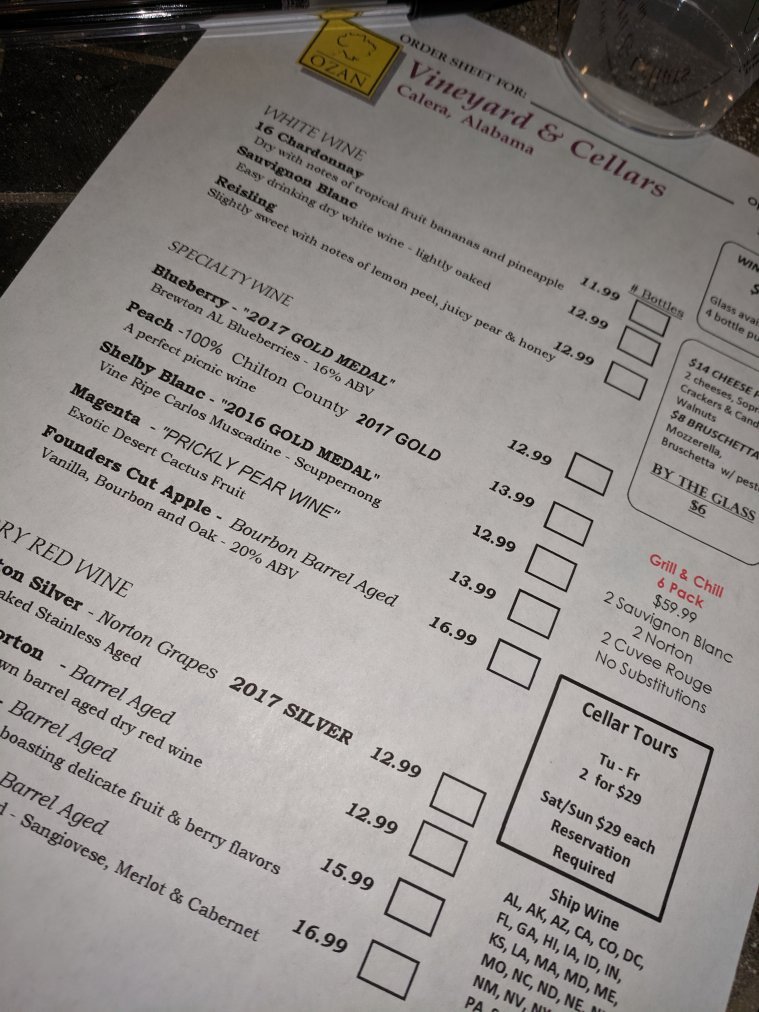 OZAN
ORDER SHEET FOR:
Vineyard & Cellars
Calera, Alabama
WHITE WINE
16 Chardonnay
Dry with notes of tropical fruit bananas and pineapple 11.99
# Bottles
Sauvignon Blanc
Easy drinking dry white wine - lightly oaked 12.99
Reisling
Slightly sweet with notes of lemon peel, juicy pear & honey 12.99
SPECIALTY WINE
Blueberry - "2017 GOLD MEDAL"
Brewton AL Blueberries - 16% ABV 12.99
Peach -100% Chilton County 2017 GOLD
A perfect picnic wine 13.99
Shelby Blanc - "2016 GOLD MEDAL"
Vine Ripe Carlos Muscadine - Scuppernong 12.99
Magenta - "PRICKLY PEAR WINE"
Exotic Desert Cactus Fruit 13.99
Founders Cut Apple - Bourbon Barrel Aged
Vanilla, Bourbon and Oak - 20% ABV 16.99
RY RED WINE
on Silver - Norton Grapes 2017 SILVER 12.99
aked Stainless Aged
orton - Barrel Aged 12.99
wn barrel aged dry red wine
- Barrel Aged 15.99
boasting delicate fruit & berry flavors
Barrel Aged 16.99
d - Sangiovese, Merlot & Cabernet
WIN
$
Glass avai
4 bottle pu
$14 CHEESE P
2 cheeses, Sopr
Crackers & Cand
Walnuts
$8 BRUSCHETTA
Mozzerella,
Bruschetta w/ pest
BY THE GLASS
$6
Grill & Chill
6 Pack
$59.99
2 Sauvignon Blanc
2 Norton
2 Cuvee Rouge
No Substitutions
Cellar Tours
Tu - Fr
2 for $29
Sat/Sun $29 each
Reservation
Required
Ship Wine
AL, AK, AZ, CA, CO, DC,
FL, GA, HI, IA, ID, IN,
KS, LA, MA, MD, ME,
MO, NC, ND, NE,
NM, NV,
PA,